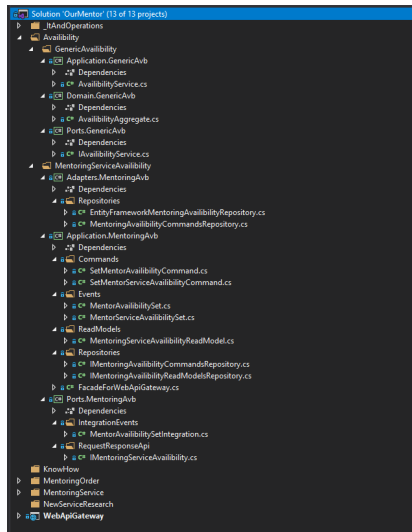 Solution 'OurMentor' (13 of 13 projects)
_ItAndOperations
Availibility
GenericAvailibility
Application.GenericAvb
Dependencies
AvailibilityService.cs
Domain.GenericAvb
Dependencies
AvailibilityAggregate.cs
Ports.GenericAvb
Dependencies
IAvailibilityService.cs
MentoringServiceAvailibility
Adapters.MentoringAvb
Dependencies
Repositories
EntityFrameworkMentoringAvailibilityRepository.cs
MentoringAvailibilityCommandsRepository.cs
Application.MentoringAvb
Dependencies
Commands
SetMentorAvailibilityCommand.cs
SetMentorServiceAvailibilityCommand.cs
Events
MentorAvailibilitySet.cs
MentorServiceAvailibilitySet.cs
ReadModels
MentoringServiceAvailibilityReadModel.cs
Repositories
IMentoringAvailibilityCommandsRepository.cs
IMentoringAvailibilityReadModelsRepository.cs
FacadeForWebApiGateway.cs
Ports.MentoringAvb
Dependencies
IntegrationEvents
MentorAvailibilitySetIntegration.cs
RequestResponseApi
IMentoringServiceAvailibility.cs
KnowHow
MentoringOrder
MentoringService
NewServiceResearch
WebApiGateway